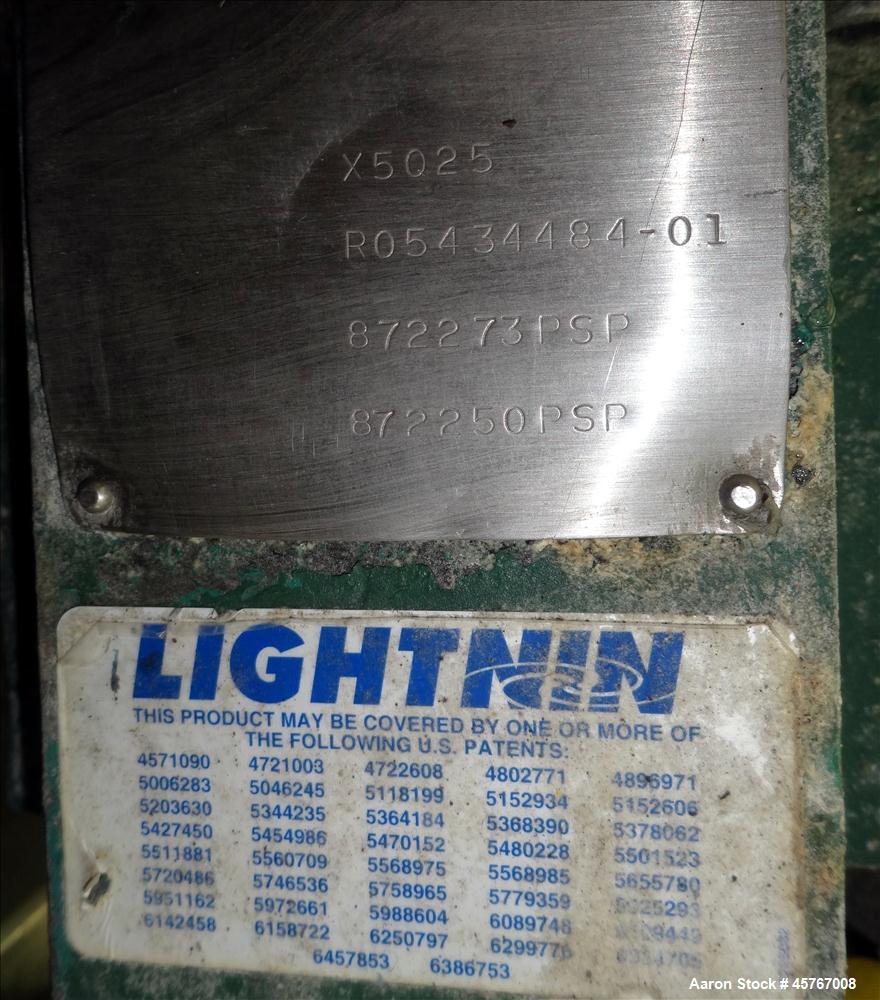 X5025
R05434484-01
872273PSP
872250PSP
LIGHTNIN
THIS PRODUCT MAY BE COVERED BY ONE OR MORE OF
THE FOLLOWING U.S. PATENTS:
4571090 4721003 4722608 4802771 4896971
5006283 5046245 5118199 5152934 5152606
5203630 5344235 5364184 5368390 5378062
5427450 5454986 5470152 5480228 5501523
5511881 5560709 5568975 5568985 5655780
5720486 5746536 5758965 5779359
5951162 5972661 5988604 6089748
6142458 6158722 6250797 6299776
6457853 6386753
Aaron Stock # 45767008